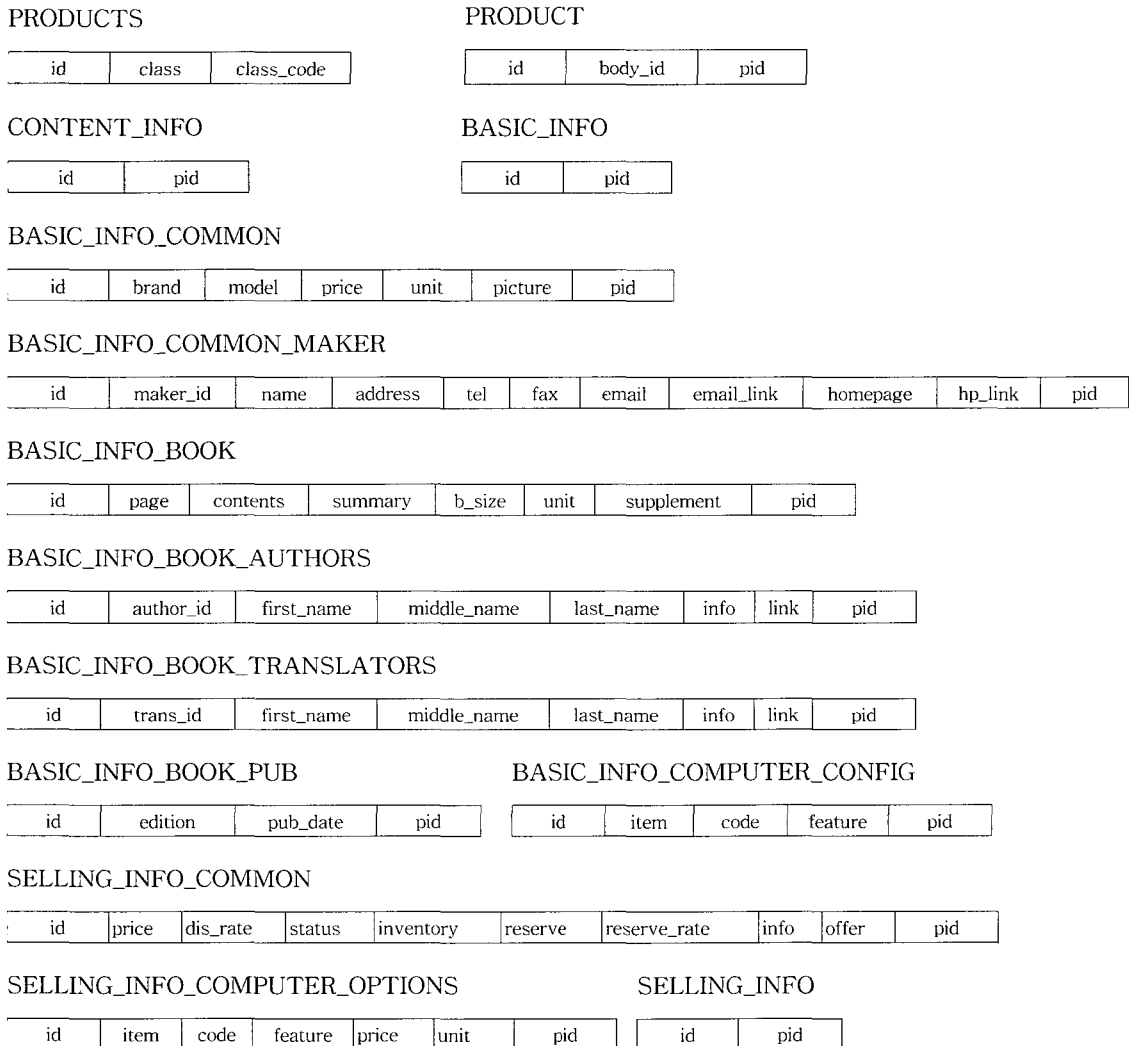 PRODUCTS PRODUCT
id class class_code id body_id pid
CONTENT_INFO BASIC_INFO
id pid id pid
BASIC_INFO_COMMON
id brand model price unit picture pid
BASIC_INFO_COMMON_MAKER
id maker_id name address tel fax email email_link homepage hp_link pid
BASIC_INFO_BOOK
id page contents summary b_size unit supplement pid
BASIC_INFO_BOOK_AUTHORS
id author_id first_name middle_name last_name info link pid
BASIC_INFO_BOOK_TRANSLATORS
id trans_id first_name middle_name last_name info link pid
BASIC_INFO_BOOK_PUB BASIC_INFO_COMPUTER_CONFIG
id edition pub_date pid id item code feature pid
SELLING_INFO_COMMON
id price dis_rate status inventory reserve reserve_rate info offer pid
SELLING_INFO_COMPUTER_OPTIONS SELLING_INFO
id item code feature price unit pid id pid